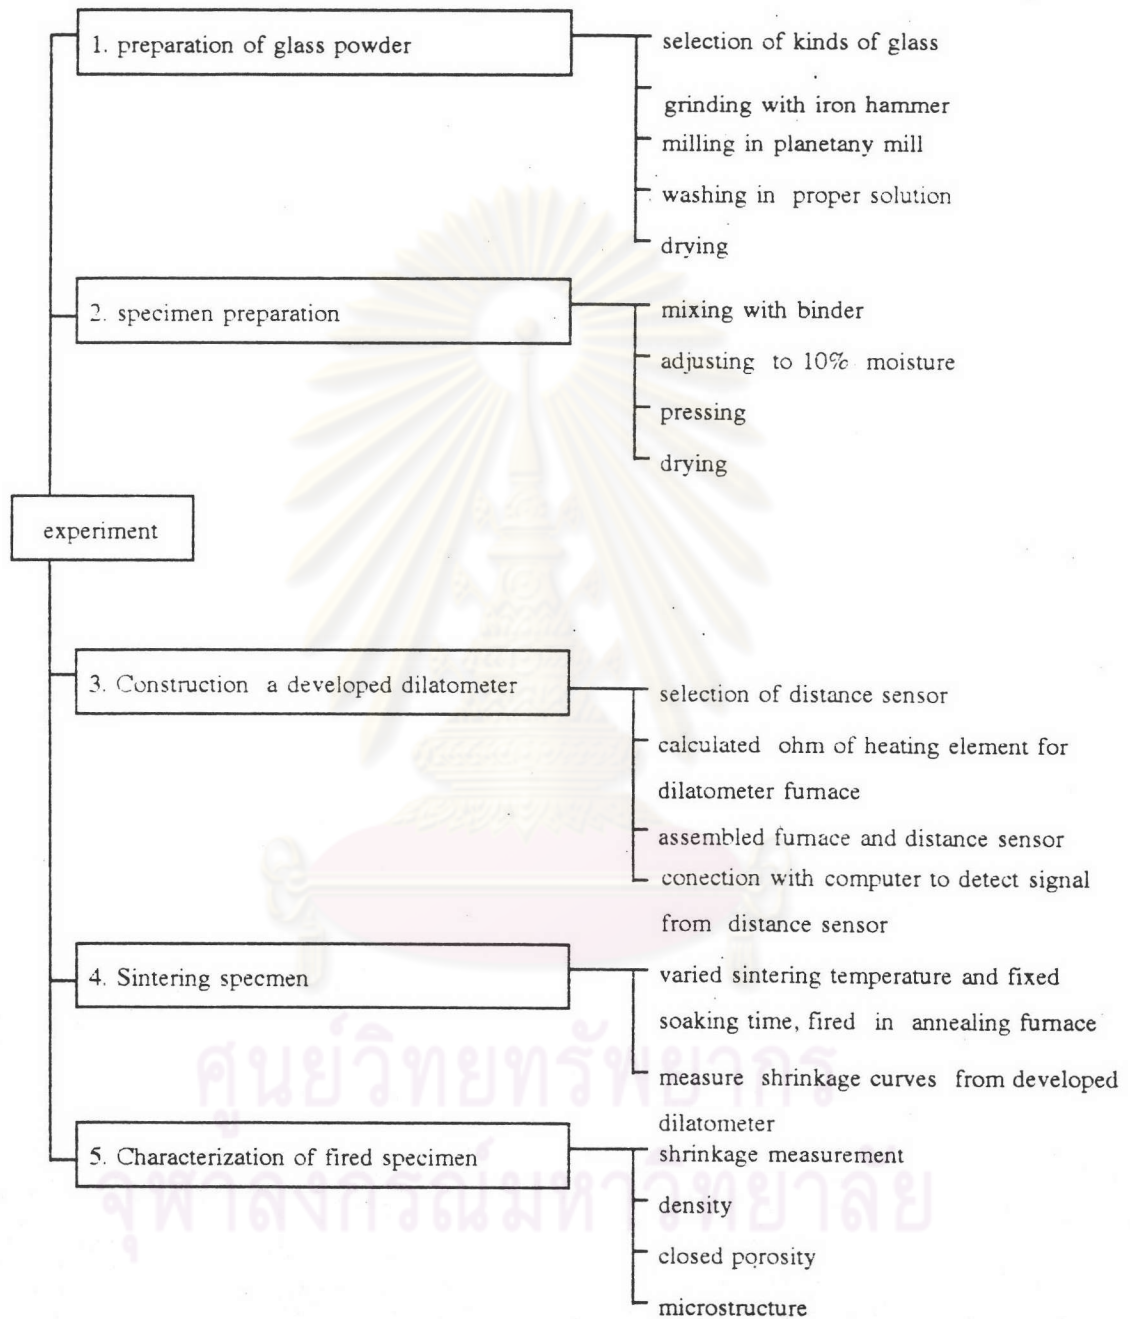 1. preparation of glass powder
selection of kinds of glass
grinding with iron hammer
milling in planetany mill
washing in proper solution
drying
2. specimen preparation
mixing with binder
adjusting to 10% moisture
pressing
drying
experiment
3. Construction a developed dilatometer
selection of distance sensor
calculated ohm of heating element for
dilatometer furnace
assembled furnace and distance sensor
conection with computer to detect signal
from distance sensor
4. Sintering specmen
varied sintering temperature and fixed
soaking time, fired in annealing furnace
measure shrinkage curves from developed
dilatometer
5. Characterization of fired specimen
shrinkage measurement
density
closed porosity
microstructure
ศูนย์วิทยทรัพยากร
จุฬาลงกรณ์มหาวิทยาลัย